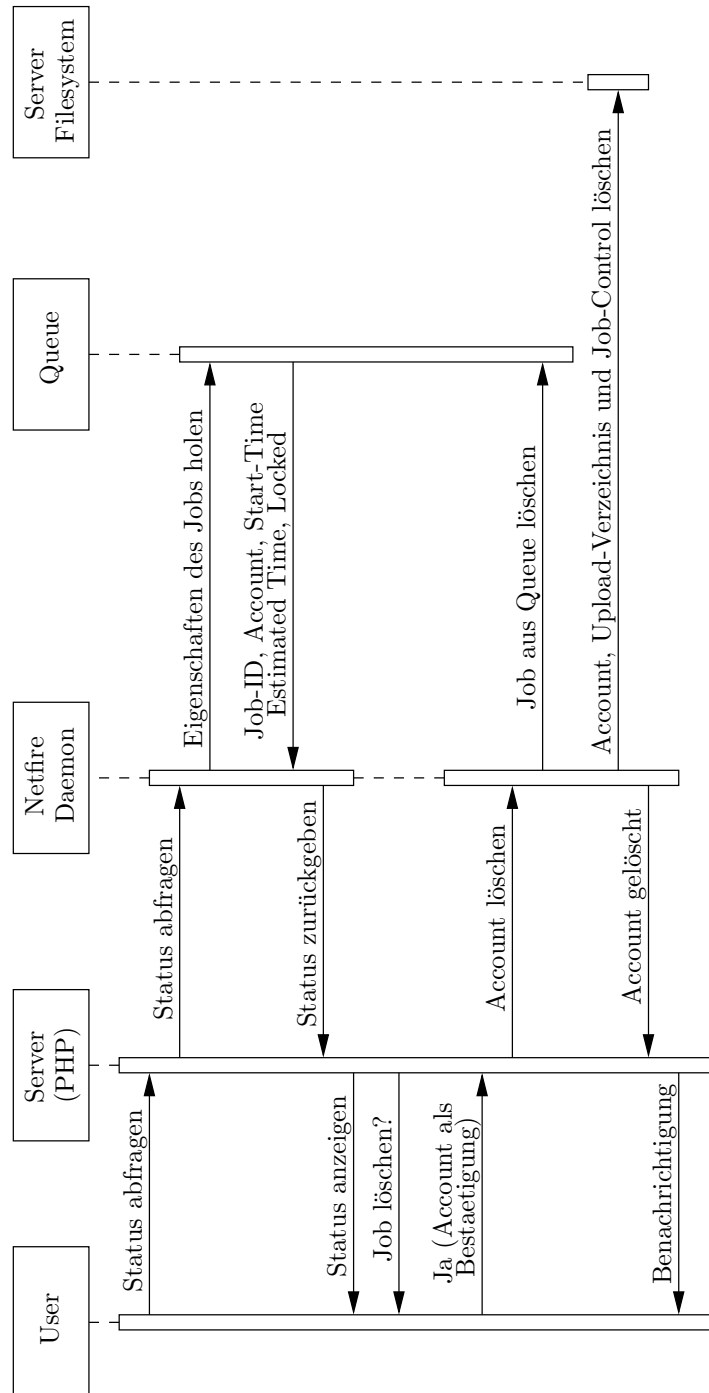 User
Server
(PHP)
Netfire
Daemon
Queue
Server
Filesystem
Status abfragen
Status abfragen
Eigenschaften des Jobs holen
Job-ID, Account, Start-Time
Estimated Time, Locked
Status zurückgeben
Status anzeigen
Job löschen?
Ja (Account als
Bestaetigung)
Account löschen
Job aus Queue löschen
Account, Upload-Verzeichnis und Job-Control löschen
Account gelöscht
Benachrichtigung